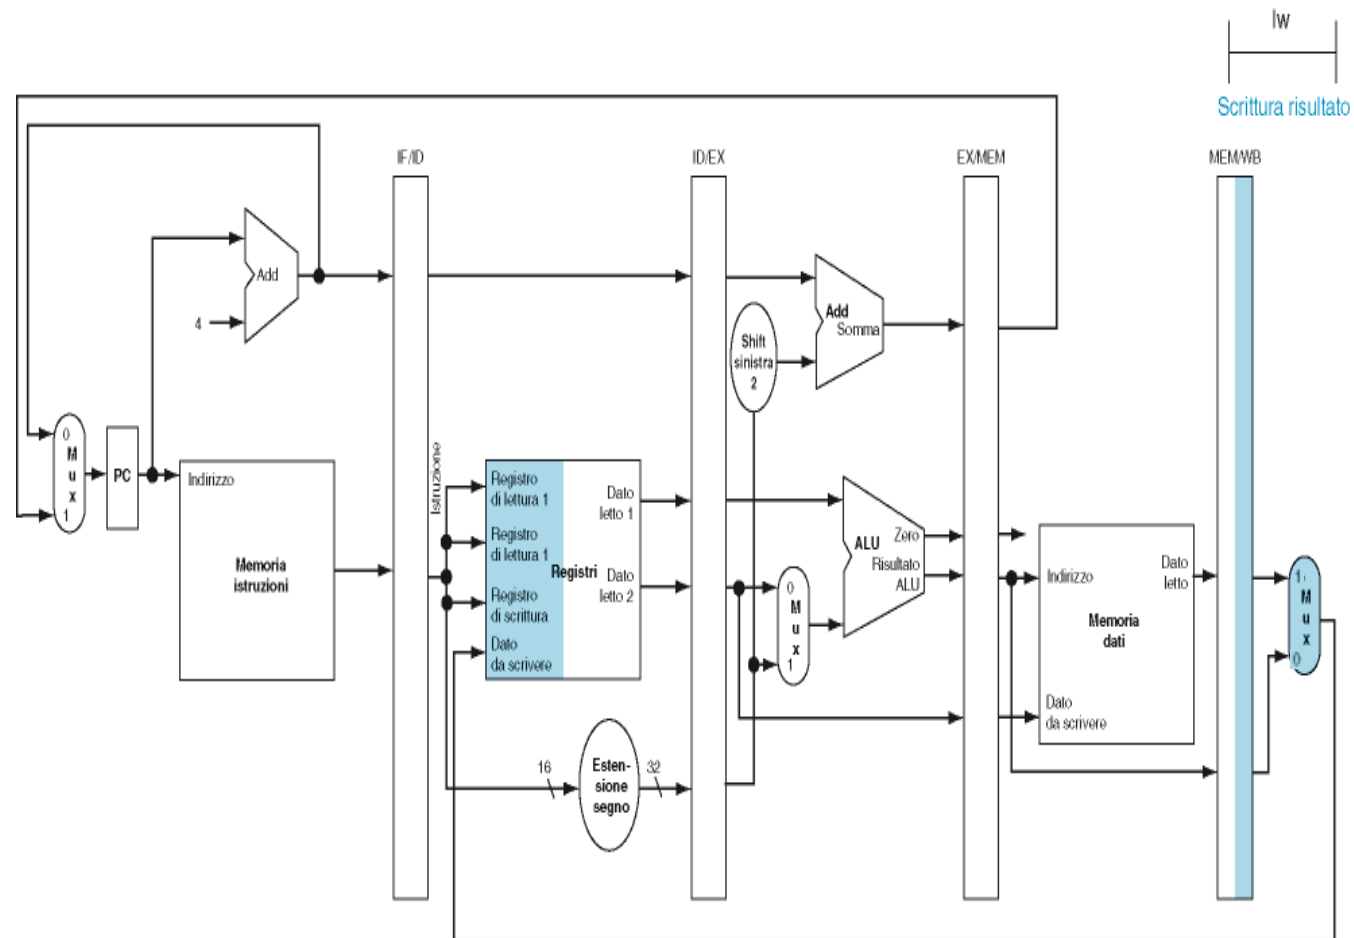 lw
Scrittura risultato
IF/ID
ID/EX
EX/MEM
MEM/WB
Add
4
Add
Somma
Shift
sinistra
2
0
M
u
x
1
PC
Indirizzo
Memoria
istruzioni
Istruzione
Registro
di lettura 1
Registro
di lettura 1
Registro
di scrittura
Dato
da scrivere
Registri
Dato
letto 1
Dato
letto 2
16
Esten-
sione
segno
32
0
M
u
x
1
ALU
Zero
Risultato
ALU
Indirizzo
Dato
letto
Memoria
dati
Dato
da scrivere
1
M
u
x
0